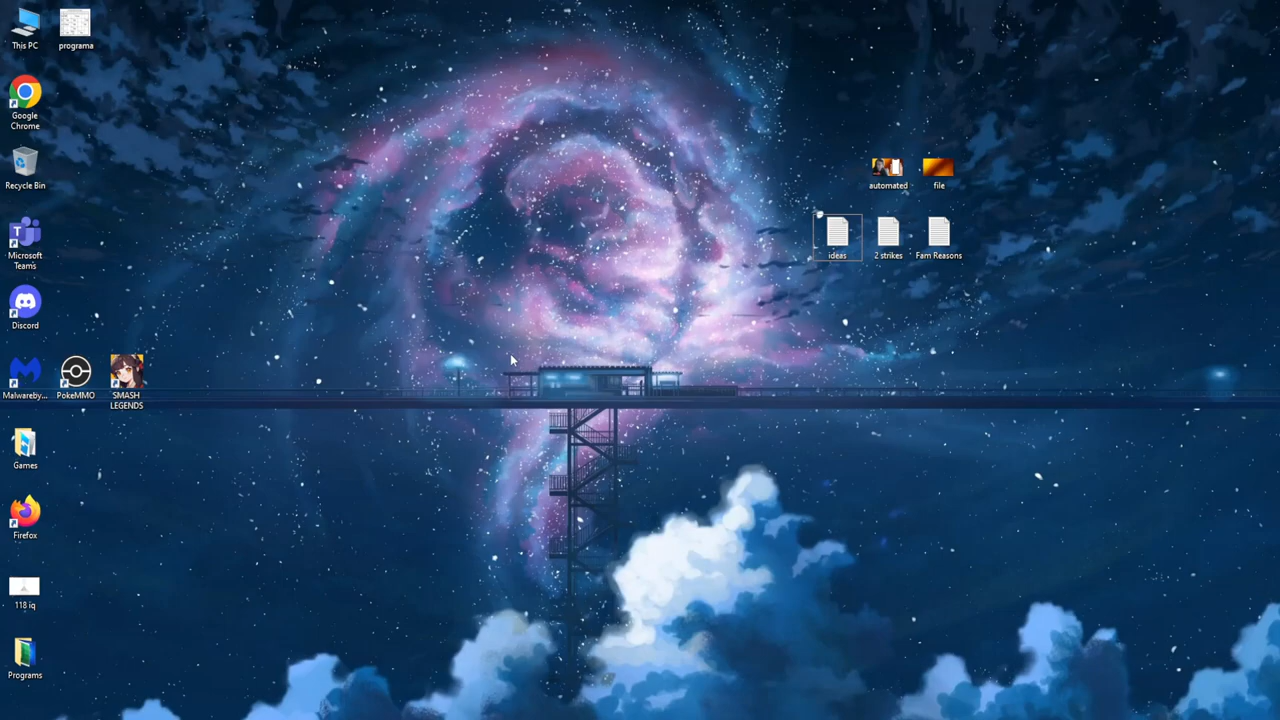 This PC
programa
Google
Chrome
Recycle Bin
Microsoft
Teams
Discord
Malwareby...
PokeMMO
SMASH
LEGENDS
Games
Firefox
118 iq
Programs
automated
file
ideas
2 strikes
Fam Reasons